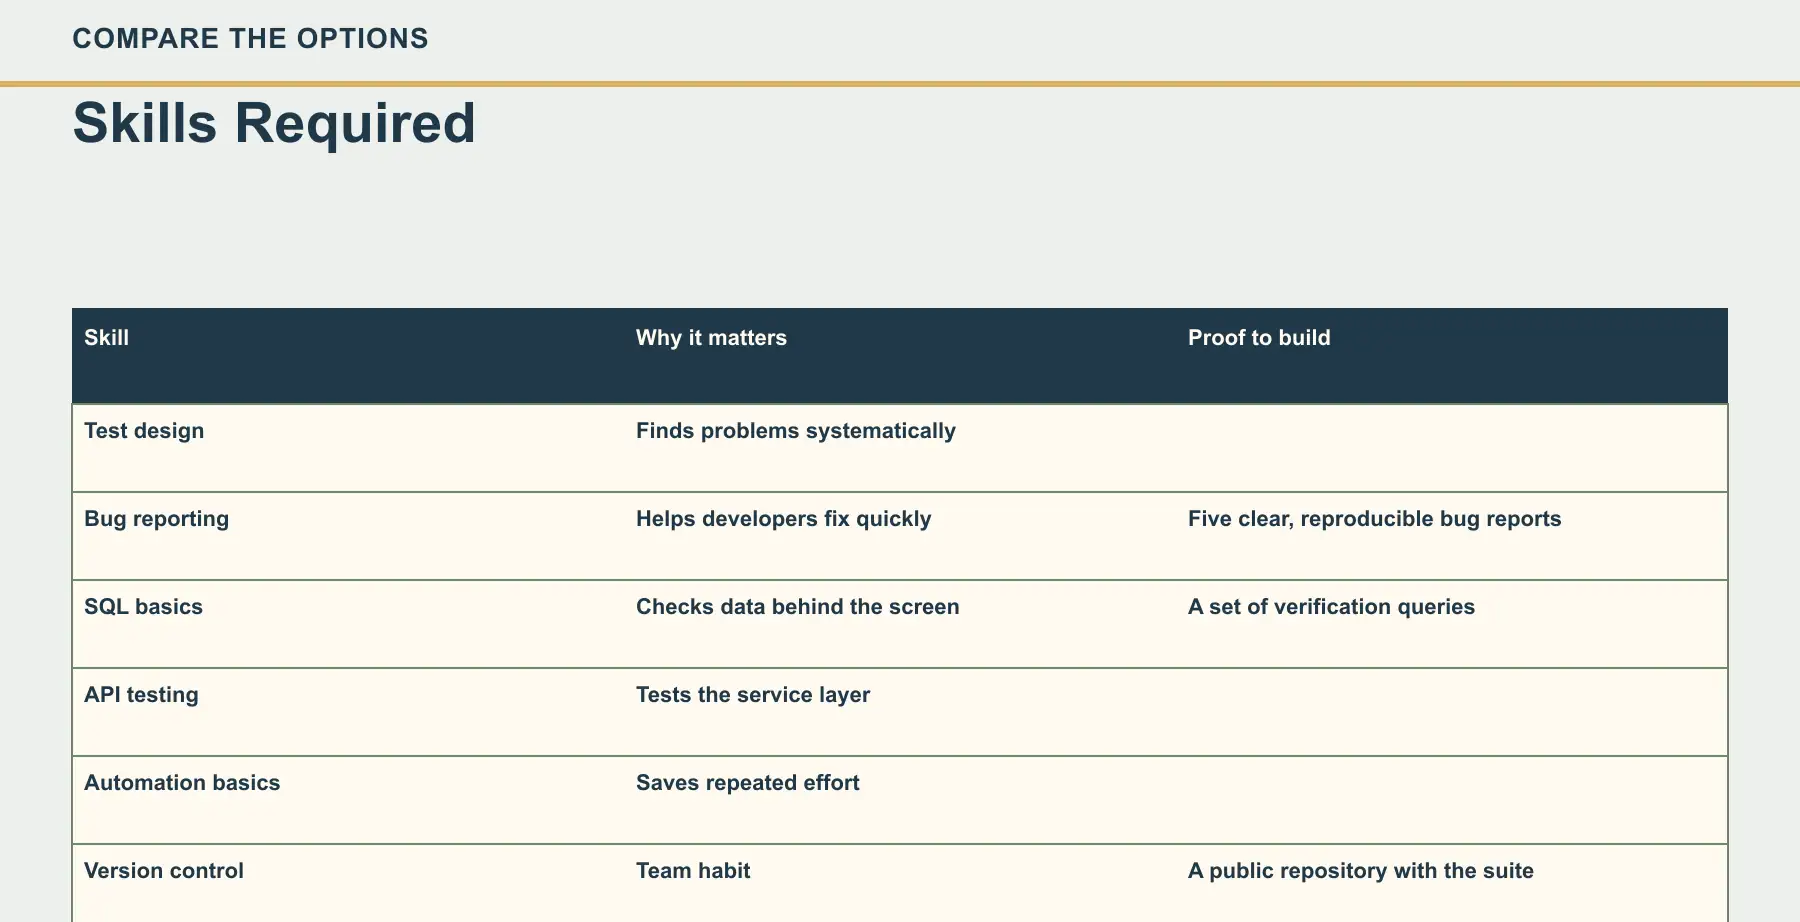 COMPARE THE OPTIONS
Skills Required
Skill Why it matters Proof to build
Test design Finds problems systematically
Bug reporting Helps developers fix quickly Five clear, reproducible bug reports
SQL basics Checks data behind the screen A set of verification queries
API testing Tests the service layer
Automation basics Saves repeated effort
Version control Team habit A public repository with the suite